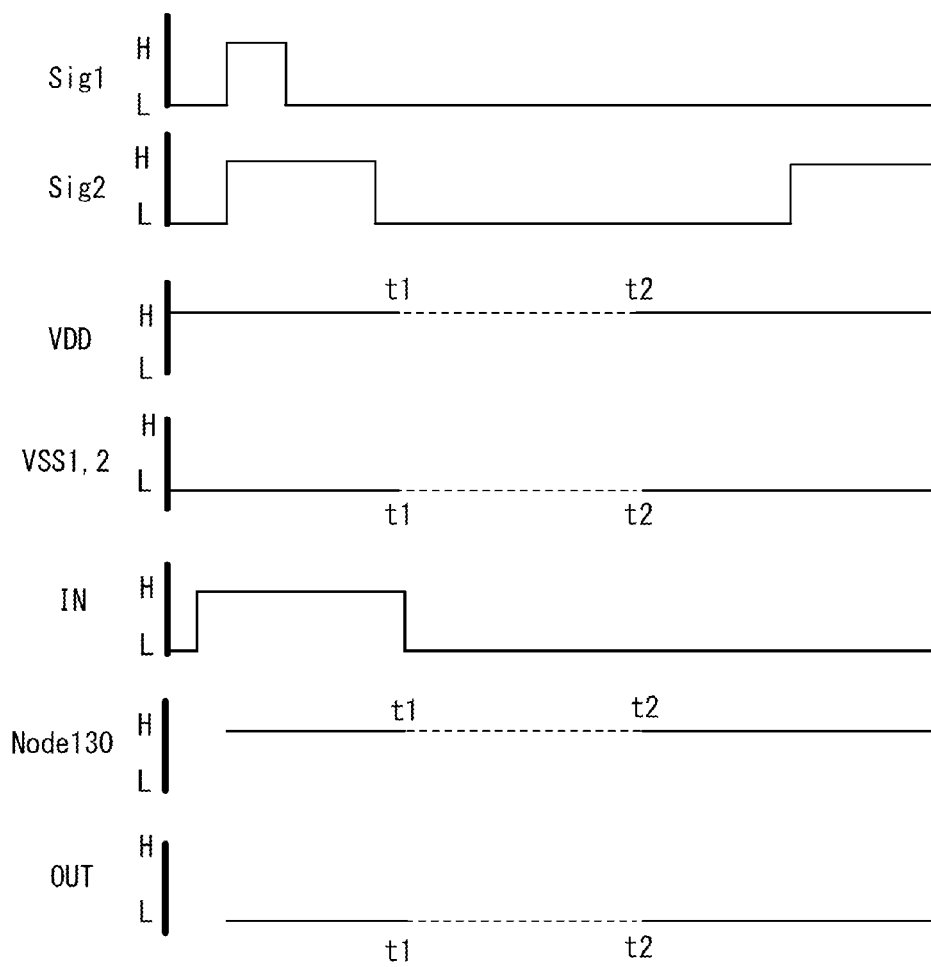 H
Sig1
L
H
Sig2
L
t1 t2
H
VDD
L
H
VSS1, 2
L
t1 t2
H
IN
L
t1 t2
H
Node130
L
H
OUT
L
t1 t2